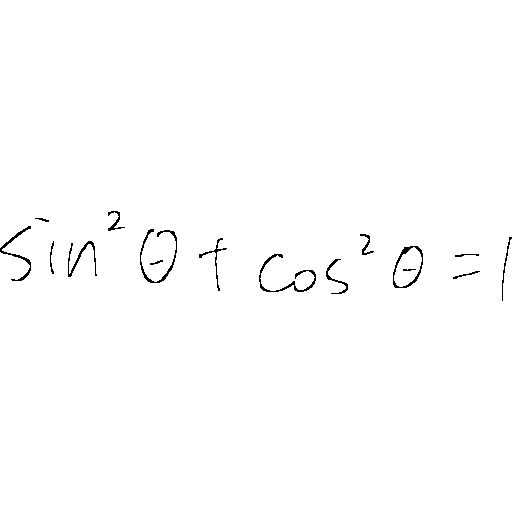 sin²θ + cos²θ = 1